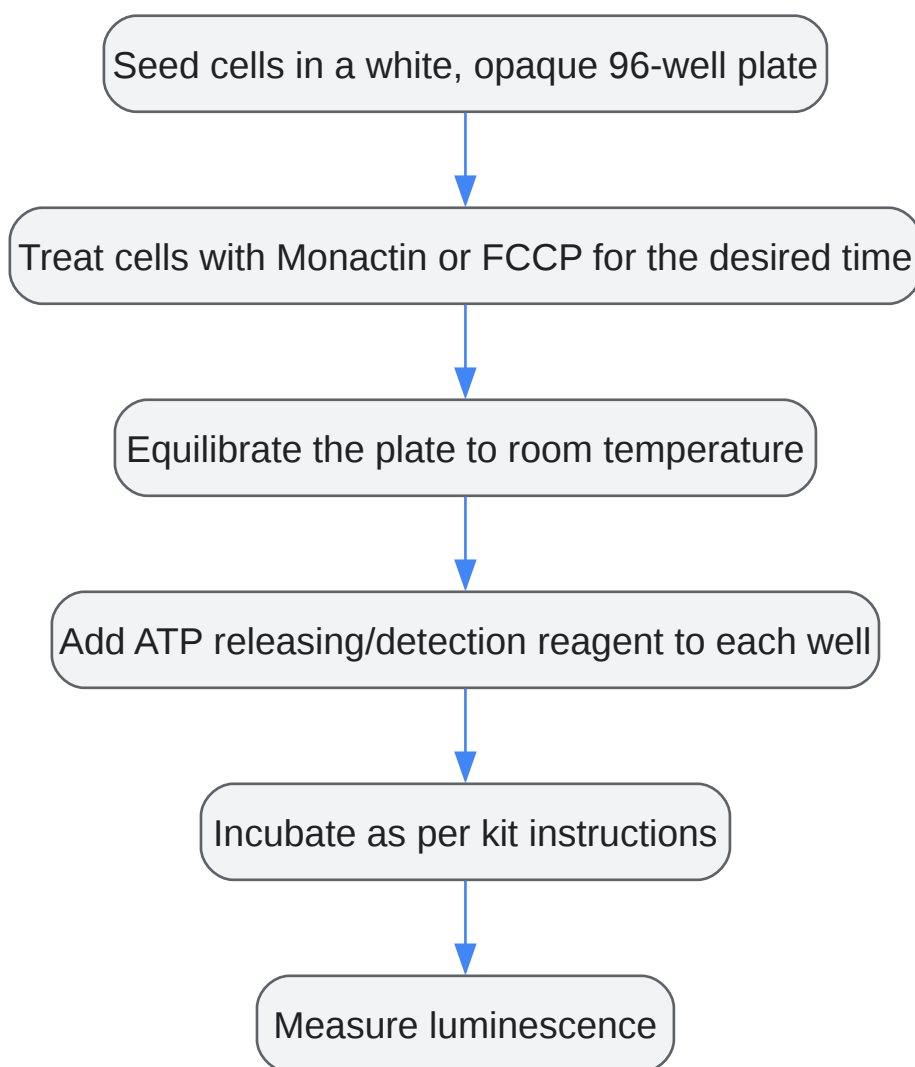 Seed cells in a white, opaque 96-well plate
Treat cells with Monactin or FCCP for the desired time
Equilibrate the plate to room temperature
Add ATP releasing/detection reagent to each well
Incubate as per kit instructions
Measure luminescence